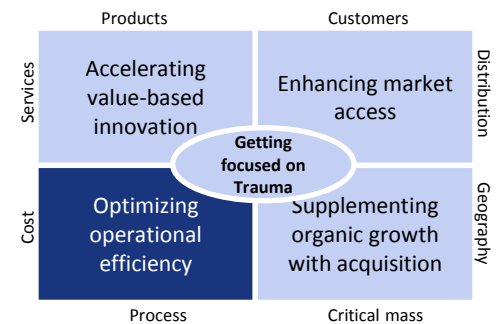 Products
Customers
Services
Accelerating
value-based
innovation
Enhancing market
access
Distribution
Getting
focused on
Trauma
Cost
Optimizing
operational
efficiency
Supplementing
organic growth
with acquisition
Geography
Process
Critical mass